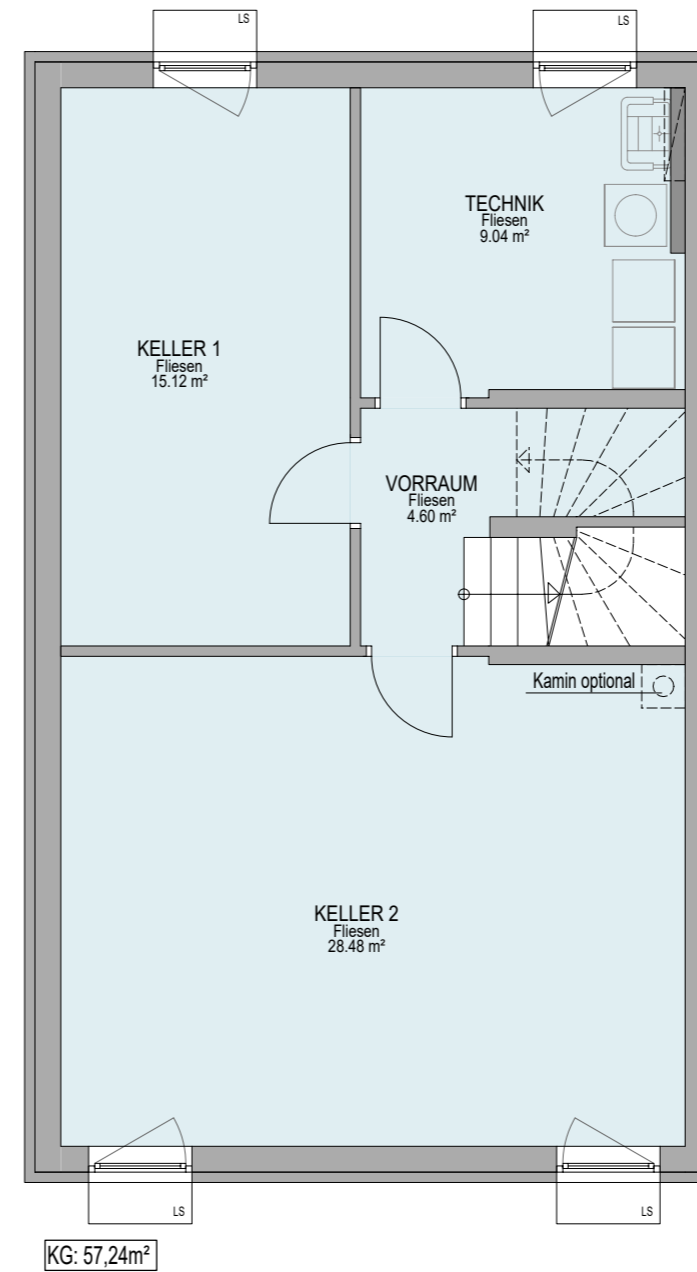 LS
LS
TECHNIK
Fliesen
9.04 m²
KELLER 1
Fliesen
15.12 m²
VORRAUM
Fliesen
4.60 m²
Kamin optional
KELLER 2
Fliesen
28.48 m²
LS
LS
KG: 57,24m²